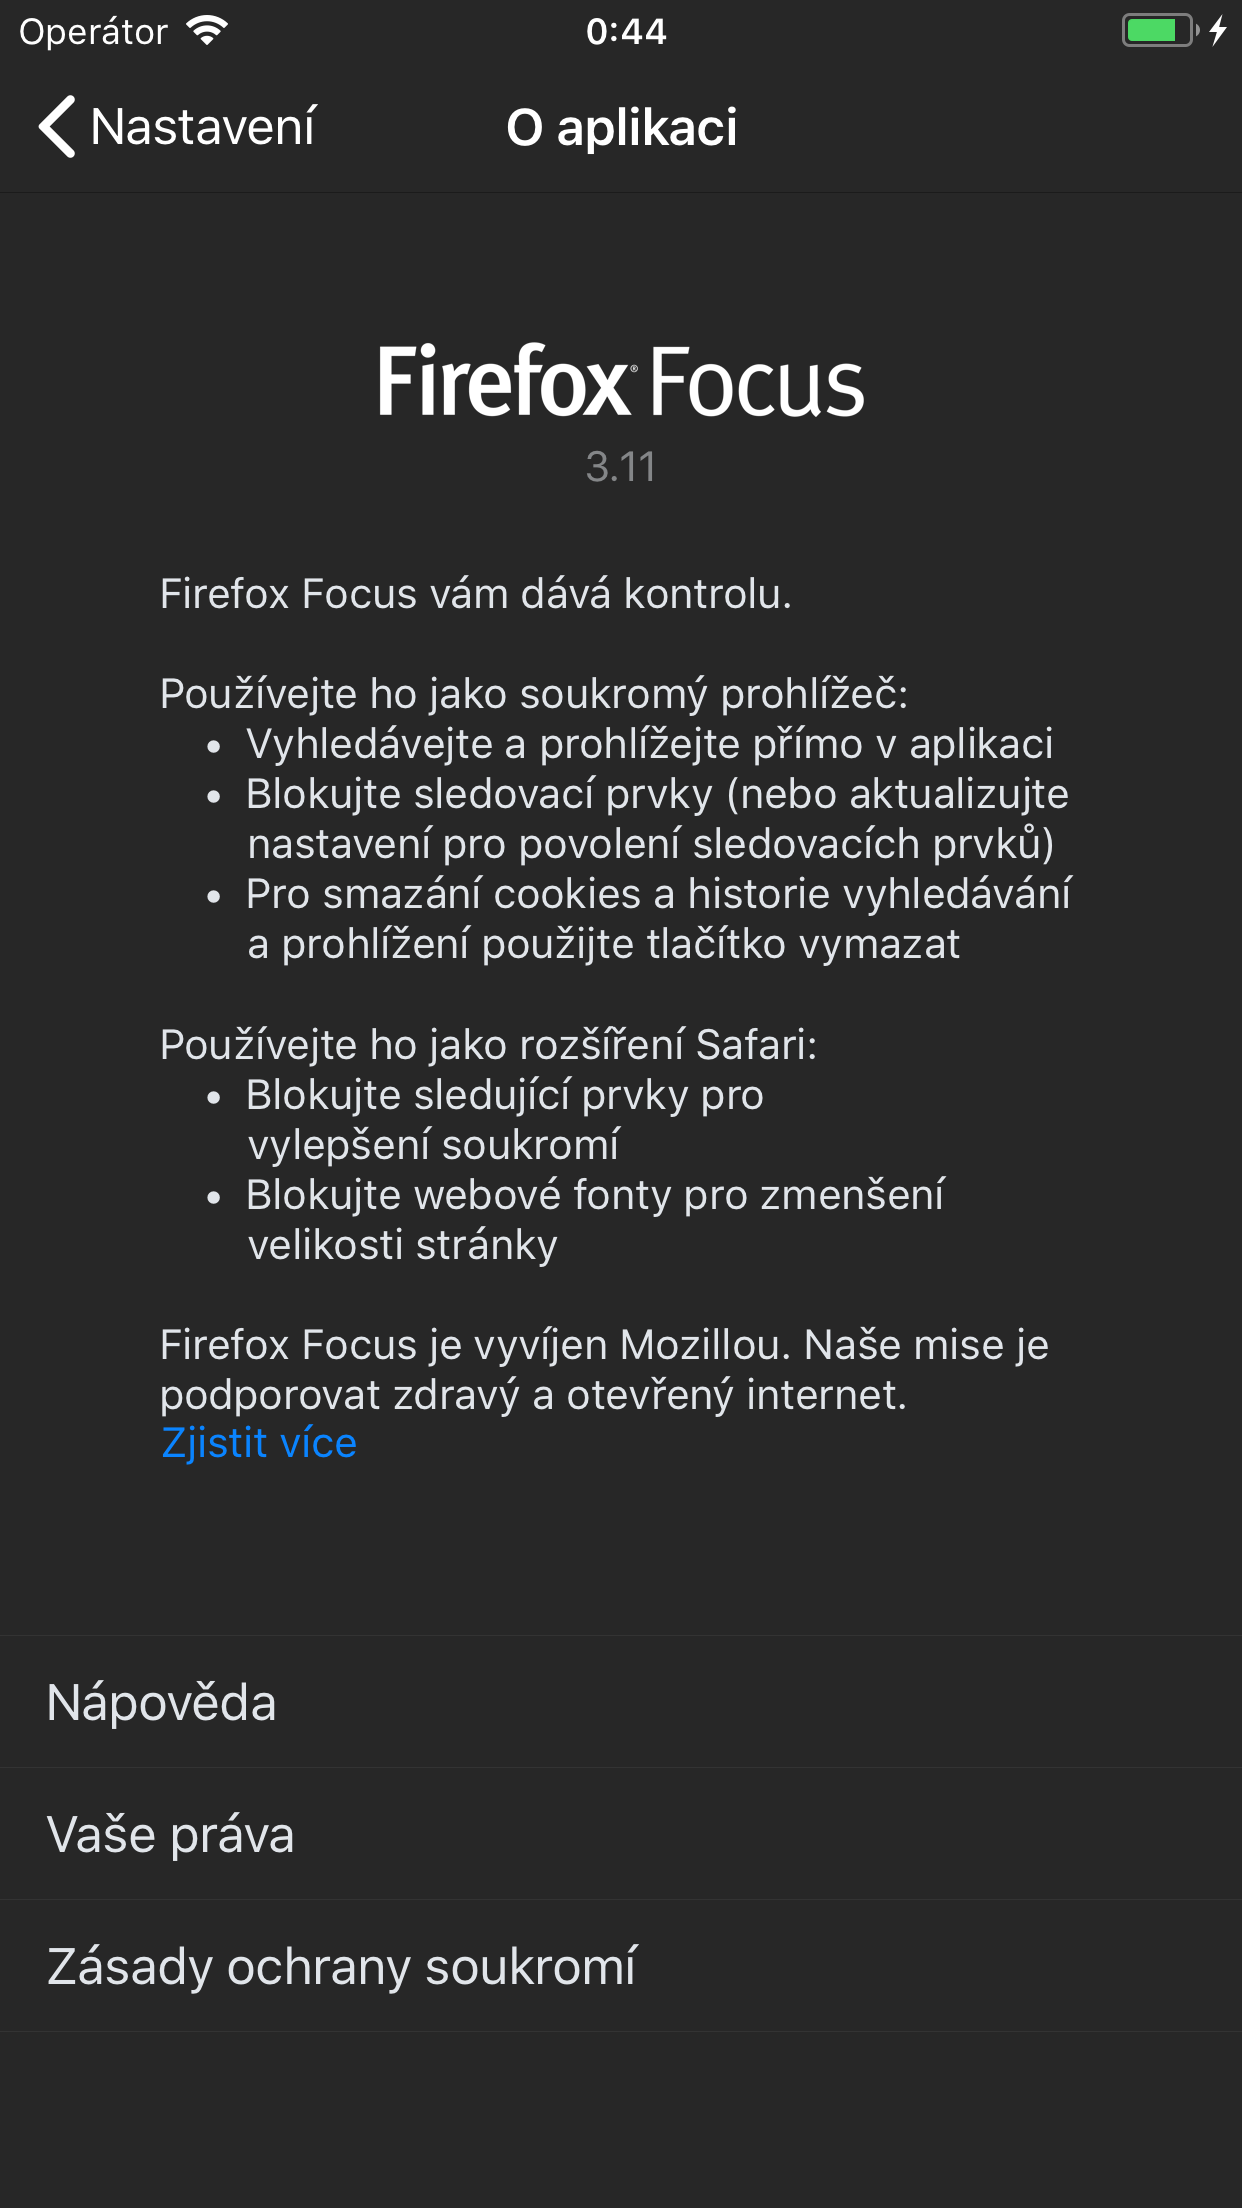 Operátor
0:44
Nastavení
O aplikaci
Firefox® Focus
3.11
Firefox Focus vám dává kontrolu.
Používejte ho jako soukromý prohlížeč:
• Vyhledávejte a prohlížejte přímo v aplikaci
• Blokujte sledovací prvky (nebo aktualizujte
nastavení pro povolení sledovacích prvků)
• Pro smazání cookies a historie vyhledávání
a prohlížení použijte tlačítko vymazat
Používejte ho jako rozšíření Safari:
• Blokujte sledující prvky pro
vylepšení soukromí
• Blokujte webové fonty pro zmenšení
velikosti stránky
Firefox Focus je vyvíjen Mozillou. Naše mise je
podporovat zdravý a otevřený internet.
Zjistit více
Nápověda
Vaše práva
Zásady ochrany soukromí